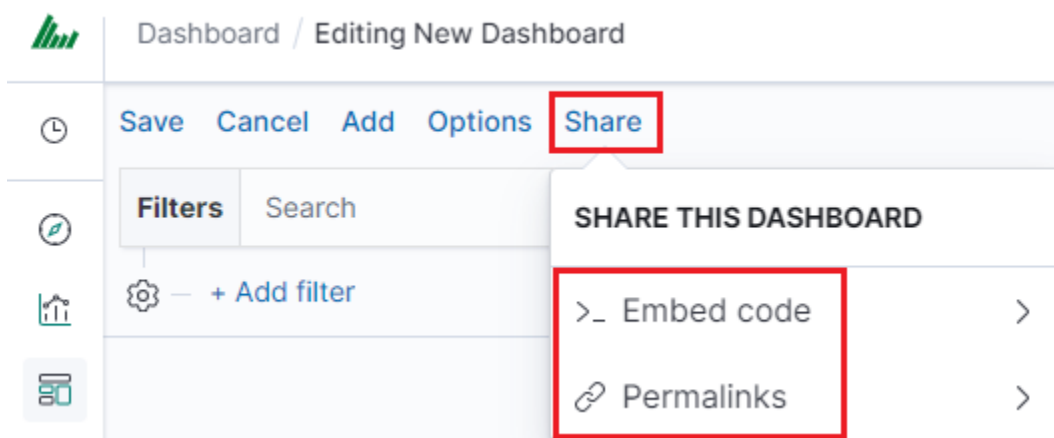 Dashboard / Editing New Dashboard
Save Cancel Add Options Share
Filters Search
SHARE THIS DASHBOARD
+ Add filter
>_ Embed code
Permalinks